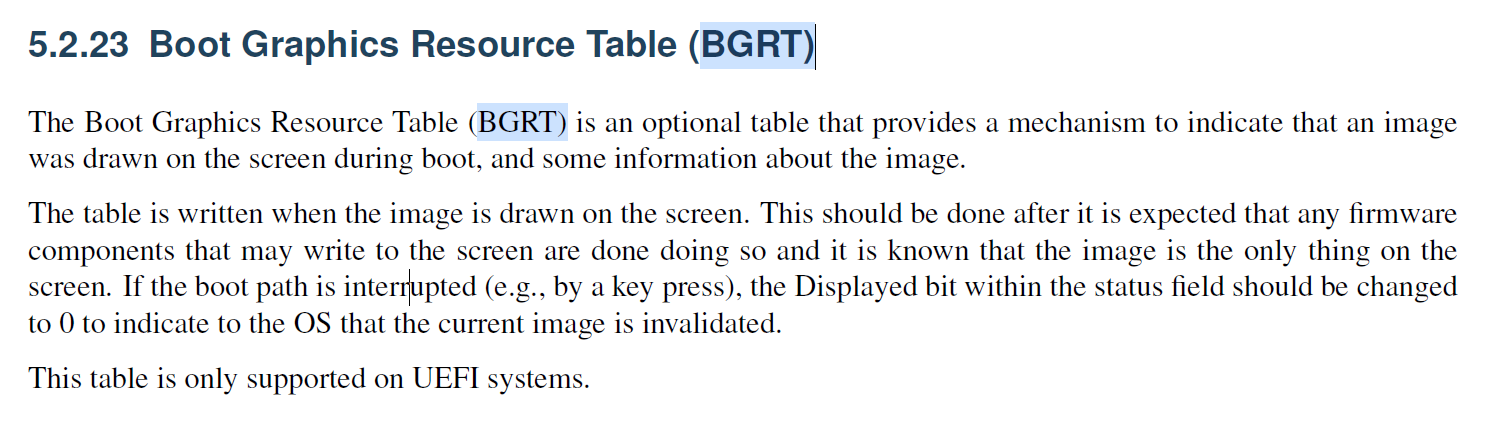 5.2.23 Boot Graphics Resource Table (BGRT)
The Boot Graphics Resource Table (BGRT) is an optional table that provides a mechanism to indicate that an image
was drawn on the screen during boot, and some information about the image.
The table is written when the image is drawn on the screen. This should be done after it is expected that any firmware
components that may write to the screen are done doing so and it is known that the image is the only thing on the
screen. If the boot path is interrupted (e.g., by a key press), the Displayed bit within the status field should be changed
to 0 to indicate to the OS that the current image is invalidated.
This table is only supported on UEFI systems.